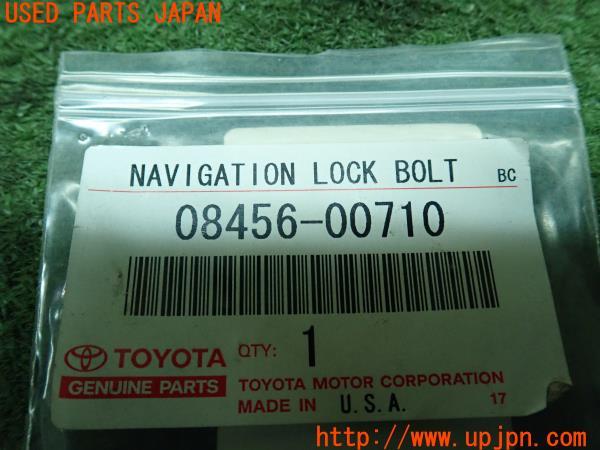 USED PARTS JAPAN
NAVIGATION LOCK BOLT BC
08456-00710
TOYOTA
GENUINE PARTS
QTY: 1
TOYOTA MOTOR CORPORATION
MADE IN U.S.A. 17
http://www.upjpn.com